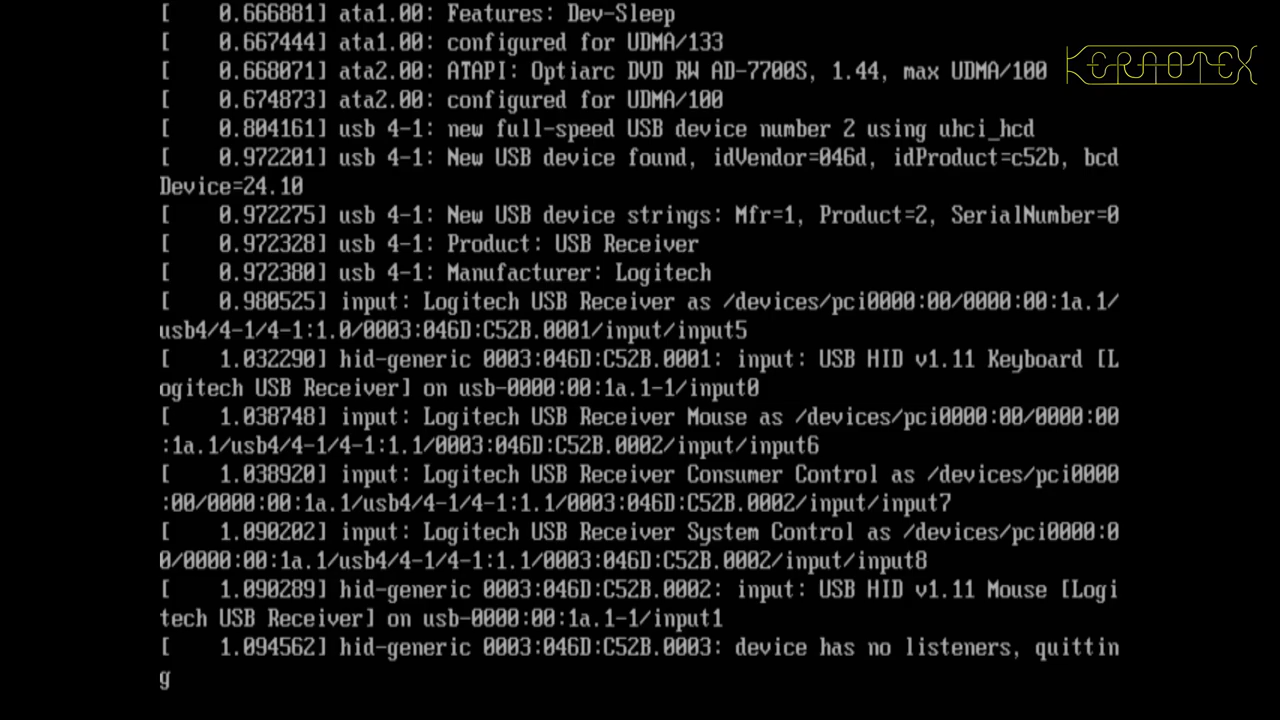 [    0.666881] ata1.00: Features: Dev-Sleep
[    0.667444] ata1.00: configured for UDMA/133
[    0.668071] ata2.00: ATAPI: Optiarc DVD RW AD-7700S, 1.44, max UDMA/100
[    0.674873] ata2.00: configured for UDMA/100
[    0.804161] usb 4-1: new full-speed USB device number 2 using uhci_hcd
[    0.972201] usb 4-1: New USB device found, idVendor=046d, idProduct=c52b, bcd
Device=24.10
[    0.972275] usb 4-1: New USB device strings: Mfr=1, Product=2, SerialNumber=0
[    0.972328] usb 4-1: Product: USB Receiver
[    0.972380] usb 4-1: Manufacturer: Logitech
[    0.980525] input: Logitech USB Receiver as /devices/pci0000:00/0000:00:1a.1/
usb4/4-1/4-1:1.0/0003:046D:C52B.0001/input/input5
[    1.032290] hid-generic 0003:046D:C52B.0001: input: USB HID v1.11 Keyboard [L
ogitech USB Receiver] on usb-0000:00:1a.1-1/input0
[    1.038748] input: Logitech USB Receiver Mouse as /devices/pci0000:00/0000:00
:1a.1/usb4/4-1/4-1:1.1/0003:046D:C52B.0002/input/input6
[    1.038920] input: Logitech USB Receiver Consumer Control as /devices/pci0000
:00/0000:00:1a.1/usb4/4-1/4-1:1.1/0003:046D:C52B.0002/input/input7
[    1.090202] input: Logitech USB Receiver System Control as /devices/pci0000:0
0/0000:00:1a.1/usb4/4-1/4-1:1.1/0003:046D:C52B.0002/input/input8
[    1.090289] hid-generic 0003:046D:C52B.0002: input: USB HID v1.11 Mouse [Logi
tech USB Receiver] on usb-0000:00:1a.1-1/input1
[    1.094562] hid-generic 0003:046D:C52B.0003: device has no listeners, quittin
g